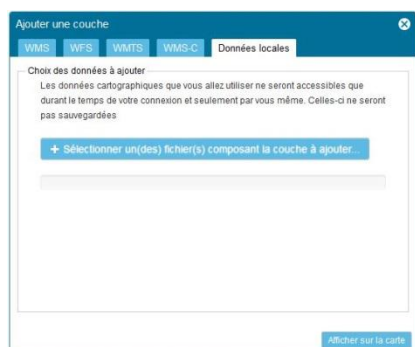 Ajouter une couche
WMS WFS WMTS WMS-C Données locales
Choix des données à ajouter
Les données cartographiques que vous allez utiliser ne seront accessibles que
durant le temps de votre connexion et seulement par vous même. Celles-ci ne seront
pas sauvegardées
+ Sélectionner un(des) fichier(s) composant la couche à ajouter...
Afficher sur la carte